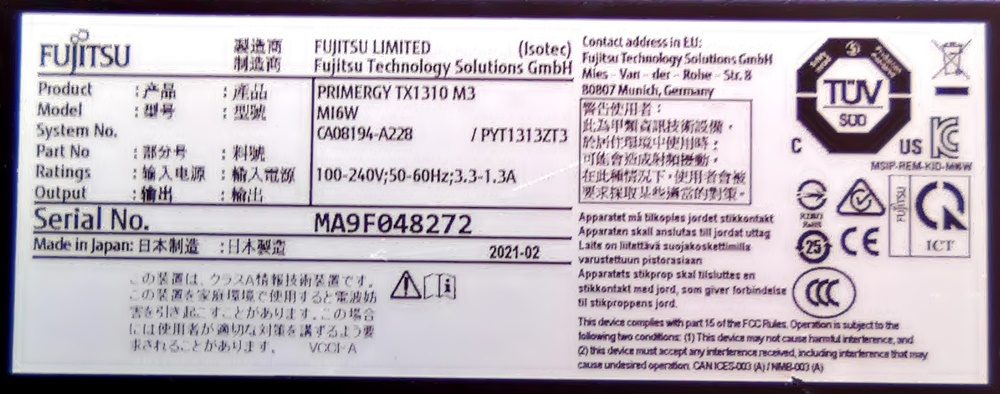 FUJITSU
製造商 FUJITSU LIMITED (Isotec)
制造商 Fujitsu Technology Solutions GmbH
Product : 产品 : 産品 PRIMERGY TX1310 M3
Model : 型号 : 型號 MI6W
System No. CA08194-A228 / PYT1313ZT3
Part No : 部分号 : 料號
Ratings : 输入电源 : 輸入電源 100-240V;50-60Hz;3.3-1.3A
Output : 输出 : 輸出
Serial No. MA9F048272
Made in Japan: 日本制造 : 日本製造 2021-02
この装置は、クラスA情報技術装置です。
この装置を家庭環境で使用すると電波妨
害を引き起こすことがあります。この場合
には使用者が適切な対策を講ずるよう要
求されることがあります。 VCCI-A
Contact address in EU:
Fujitsu Technology Solutions GmbH
Mies - Van - der - Rohe - Str. 8
80807 Munich, Germany
警告使用者：
此為甲類資訊技術設備，
於居住環境中使用時，
可能會造成射頻擾動，
在此種情況下，使用者會被
要求採取某些適當的對策。
Apparatet må tilkoples jordet stikkontakt
Apparaten skall anslutas till jordat uttag
Laite on liitettävä suojakoskettimilla
varustettuun pistorasiaan
Apparatets stikprop skal tilsluttes en
stikkontakt med jord, som giver forbindelse
til stikproppens jord.
This device complies with part 15 of the FCC Rules. Operation is subject to the
following two conditions: (1) This device may not cause harmful interference, and
(2) this device must accept any interference received, including interference that may
cause undesired operation. CAN ICES-003 (A) / NMB-003 (A)
TÜV
SÜD
C US
MSIP-REM-KID-MI6W
25
CE
FUJITSU
ICT
CCC